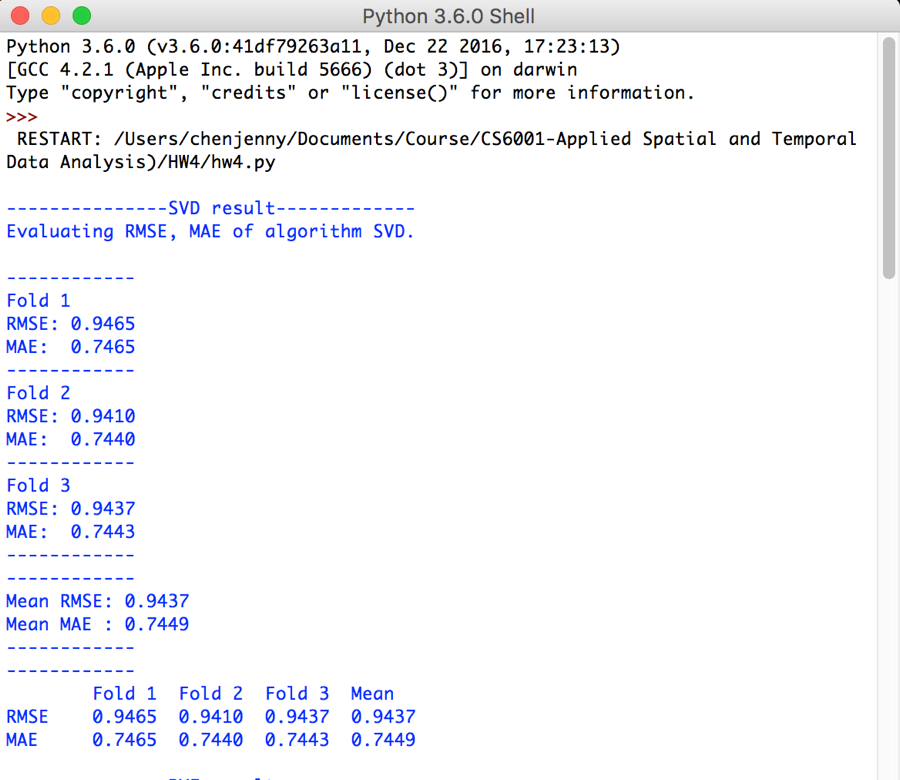 Python 3.6.0 Shell
Python 3.6.0 (v3.6.0:41df79263a11, Dec 22 2016, 17:23:13)
[GCC 4.2.1 (Apple Inc. build 5666) (dot 3)] on darwin
Type "copyright", "credits" or "license()" for more information.
>>>
 RESTART: /Users/chenjenny/Documents/Course/CS6001-Applied Spatial and Temporal
Data Analysis)/HW4/hw4.py
---------------SVD result-------------
Evaluating RMSE, MAE of algorithm SVD.
------------
Fold 1
RMSE: 0.9465
MAE:  0.7465
------------
Fold 2
RMSE: 0.9410
MAE:  0.7440
------------
Fold 3
RMSE: 0.9437
MAE:  0.7443
------------
------------
Mean RMSE: 0.9437
Mean MAE : 0.7449
------------
------------
        Fold 1  Fold 2  Fold 3  Mean
RMSE    0.9465  0.9410  0.9437  0.9437
MAE     0.7465  0.7440  0.7443  0.7449